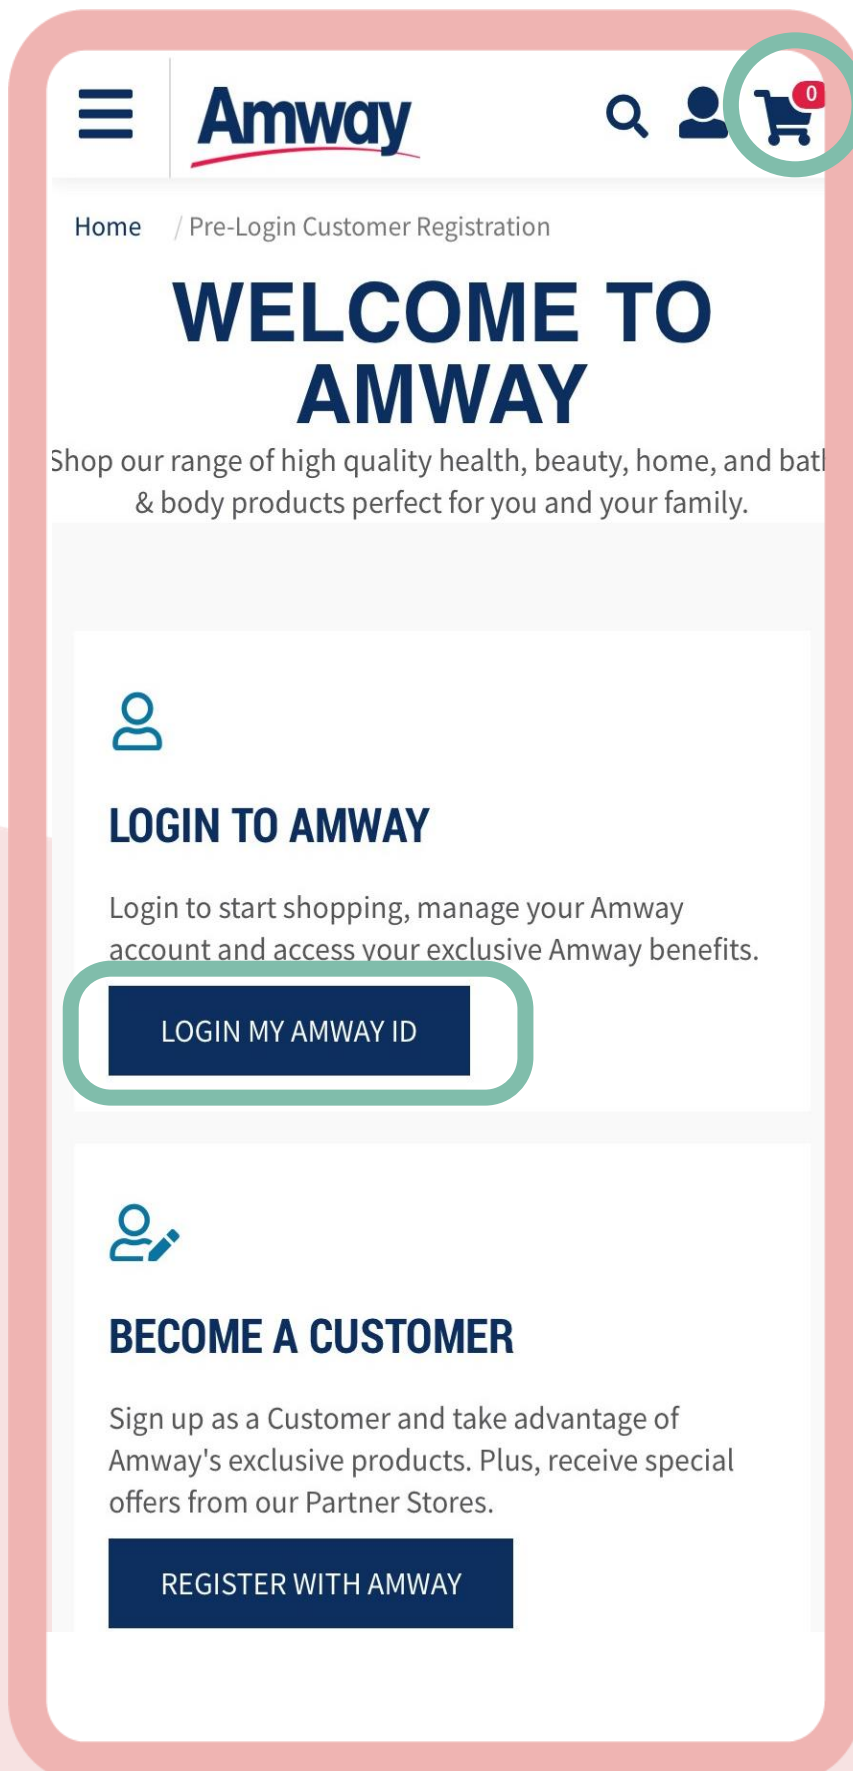 Amway
0
Home / Pre-Login Customer Registration
WELCOME TO
AMWAY
Shop our range of high quality health, beauty, home, and bath
& body products perfect for you and your family.
LOGIN TO AMWAY
Login to start shopping, manage your Amway
account and access your exclusive Amway benefits.
LOGIN MY AMWAY ID
BECOME A CUSTOMER
Sign up as a Customer and take advantage of
Amway's exclusive products. Plus, receive special
offers from our Partner Stores.
REGISTER WITH AMWAY